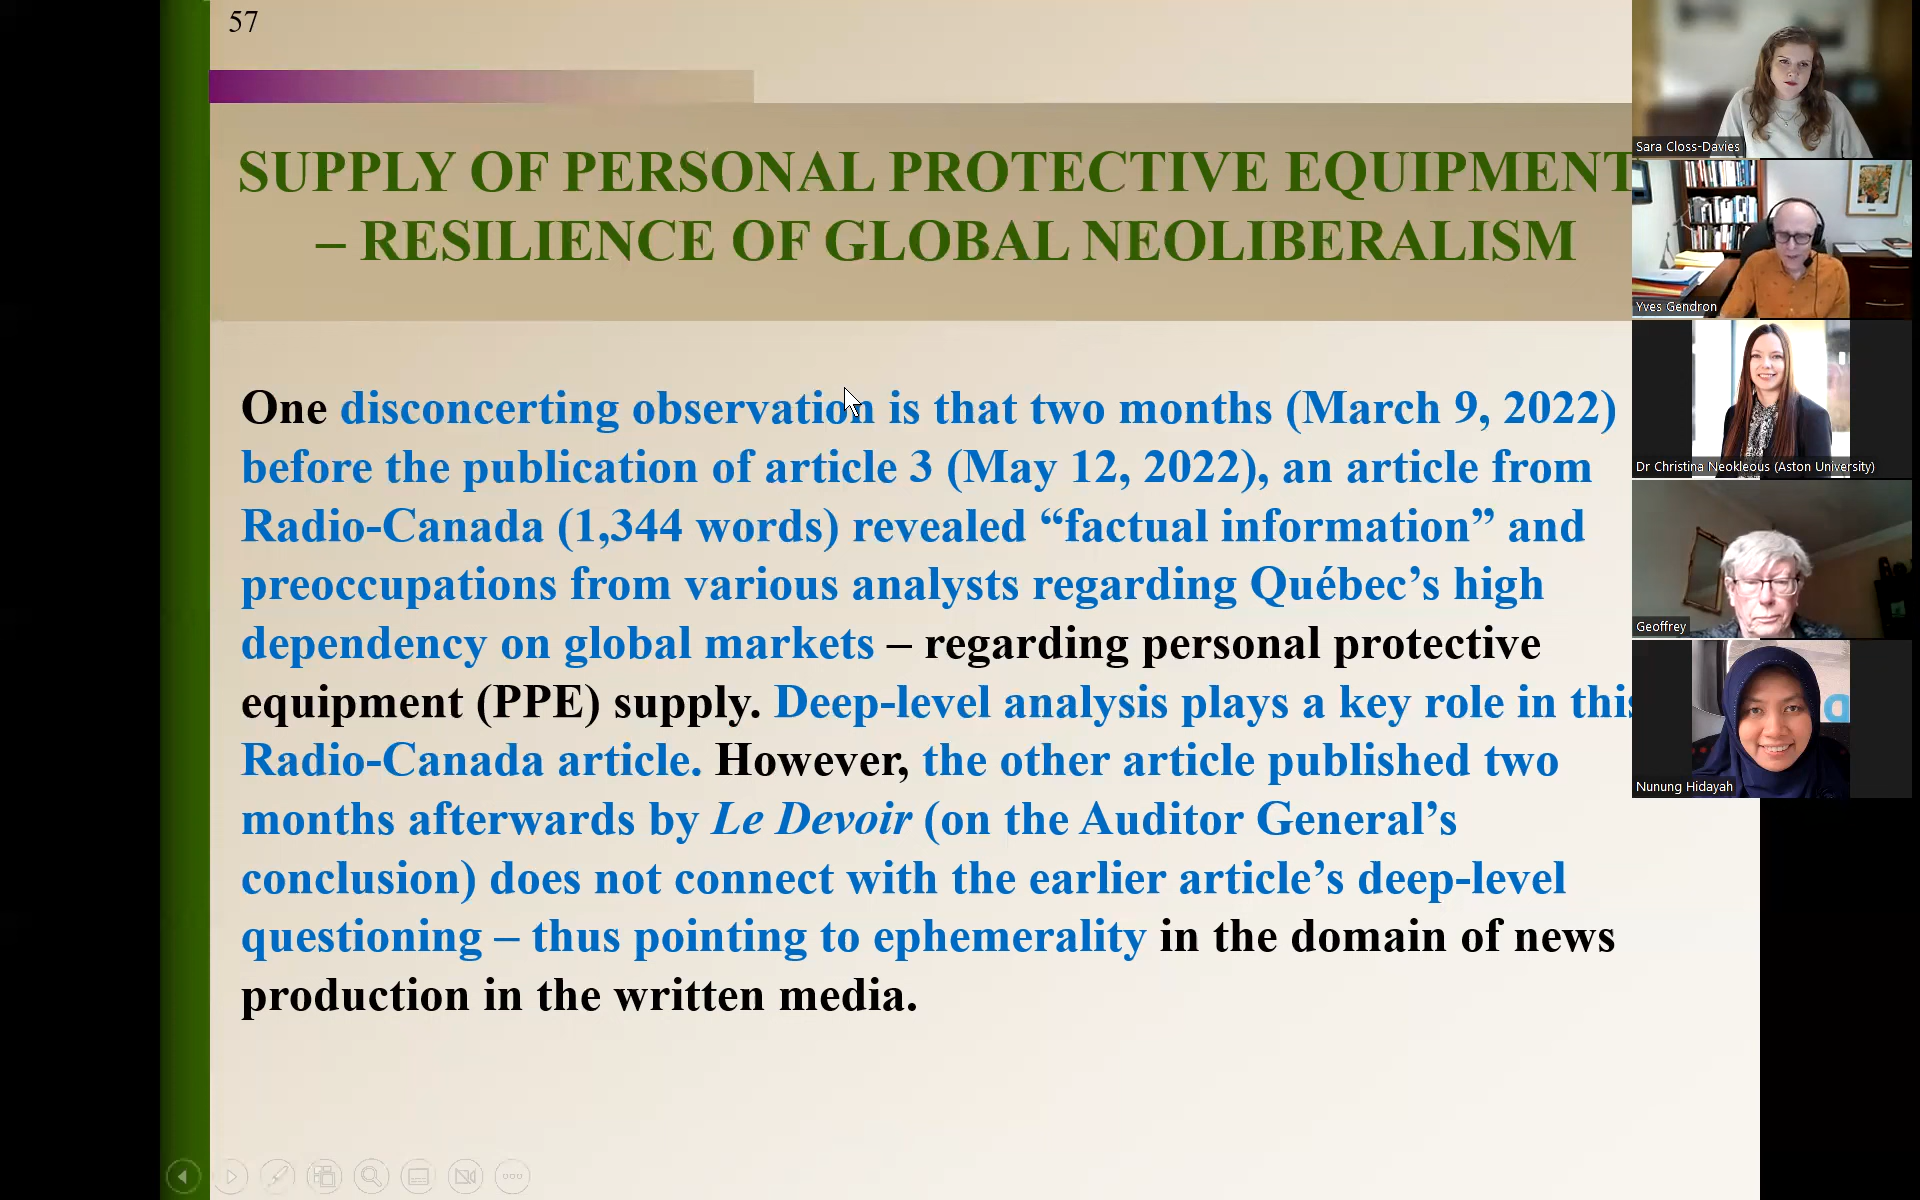 57
SUPPLY OF PERSONAL PROTECTIVE EQUIPMENT
– RESILIENCE OF GLOBAL NEOLIBERALISM
One disconcerting observation is that two months (March 9, 2022)
before the publication of article 3 (May 12, 2022), an article from
Radio-Canada (1,344 words) revealed “factual information” and
preoccupations from various analysts regarding Québec’s high
dependency on global markets – regarding personal protective
equipment (PPE) supply. Deep-level analysis plays a key role in this
Radio-Canada article. However, the other article published two
months afterwards by Le Devoir (on the Auditor General’s
conclusion) does not connect with the earlier article’s deep-level
questioning – thus pointing to ephemerality in the domain of news
production in the written media.
Sara Closs-Davies
Yves Gendron
Dr Christina Neokleous (Aston University)
Geoffrey
Nunung Hidayah